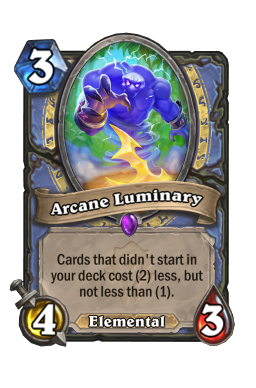 3
Arcane Luminary
Cards that didn't start in
your deck cost (2) less, but
not less than (1).
4
Elemental
3